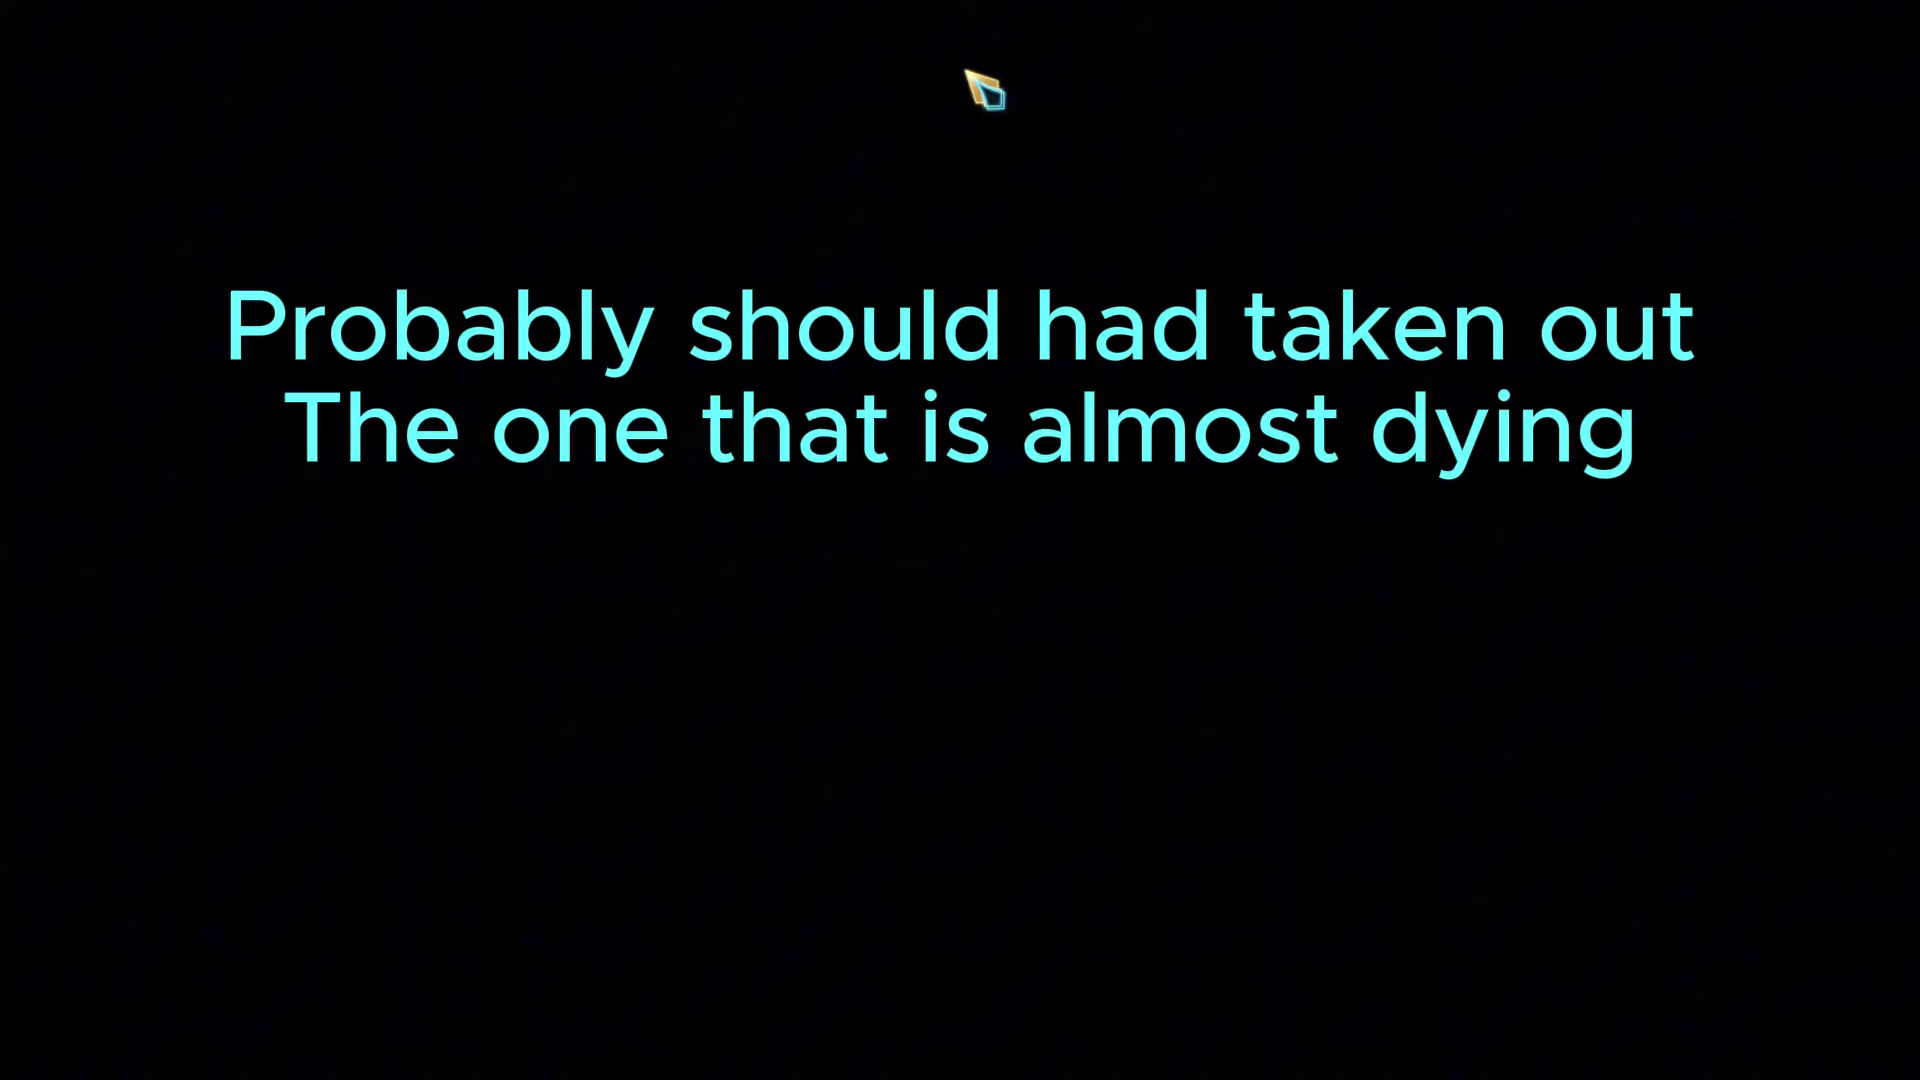 Probably should had taken out
The one that is almost dying